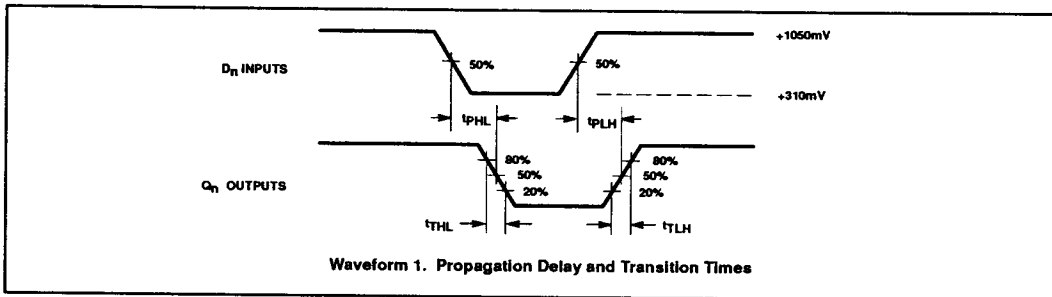 +1050mV
Dn INPUTS
50%
50%
+310mV
tPHL
tPLH
80%
80%
50%
50%
Qn OUTPUTS
20%
20%
tTHL
tTLH
Waveform 1. Propagation Delay and Transition Times